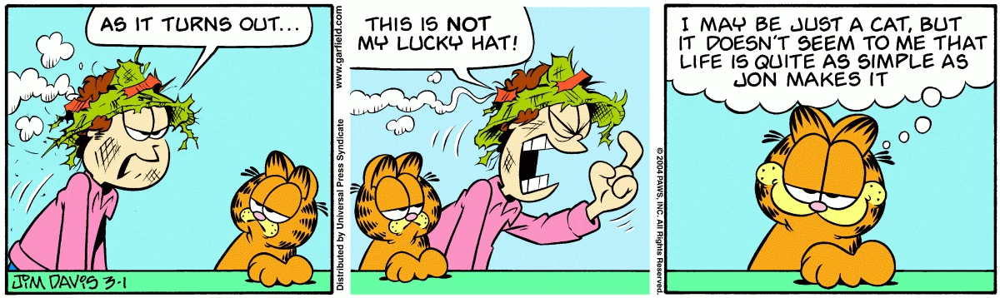 AS IT TURNS OUT...
JIM DAVIS 3-1
www.garfield.com
Distributed by Universal Press Syndicate
THIS IS NOT
MY LUCKY HAT!
© 2004 PAWS, INC. All Rights Reserved.
I MAY BE JUST A CAT, BUT
IT DOESN'T SEEM TO ME THAT
LIFE IS QUITE AS SIMPLE AS
JON MAKES IT